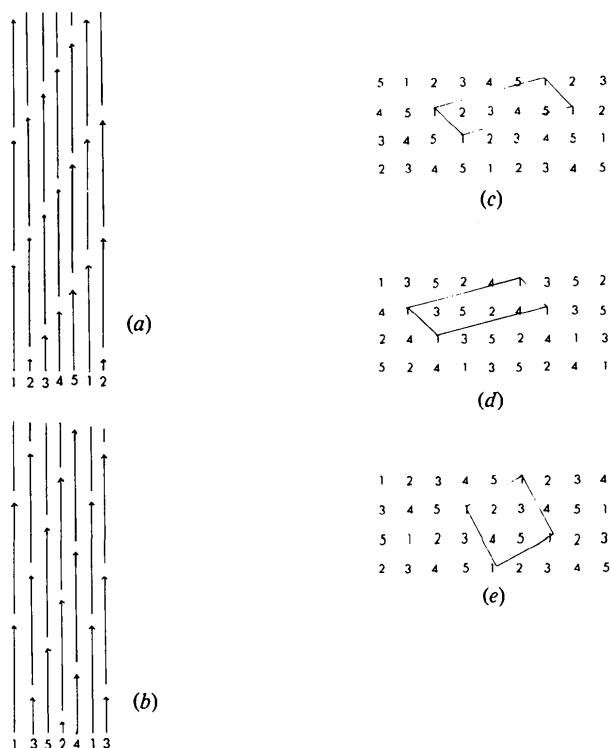 (a)
1 2 3 4 5 1 2
(b)
1 3 5 2 4 1 3
5 1 2 3 4 5 1 2 3
4 5 1 2 3 4 5 1 2
3 4 5 1 2 3 4 5 1
2 3 4 5 1 2 3 4 5
(c)
1 3 5 2 4 1 3 5 2
4 1 3 5 2 4 1 3 5
2 4 1 3 5 2 4 1 3
5 2 4 1 3 5 2 4 1
(d)
1 2 3 4 5 1 2 3 4
3 4 5 1 2 3 4 5 1
5 1 2 3 4 5 1 2 3
2 3 4 5 1 2 3 4 5
(e)